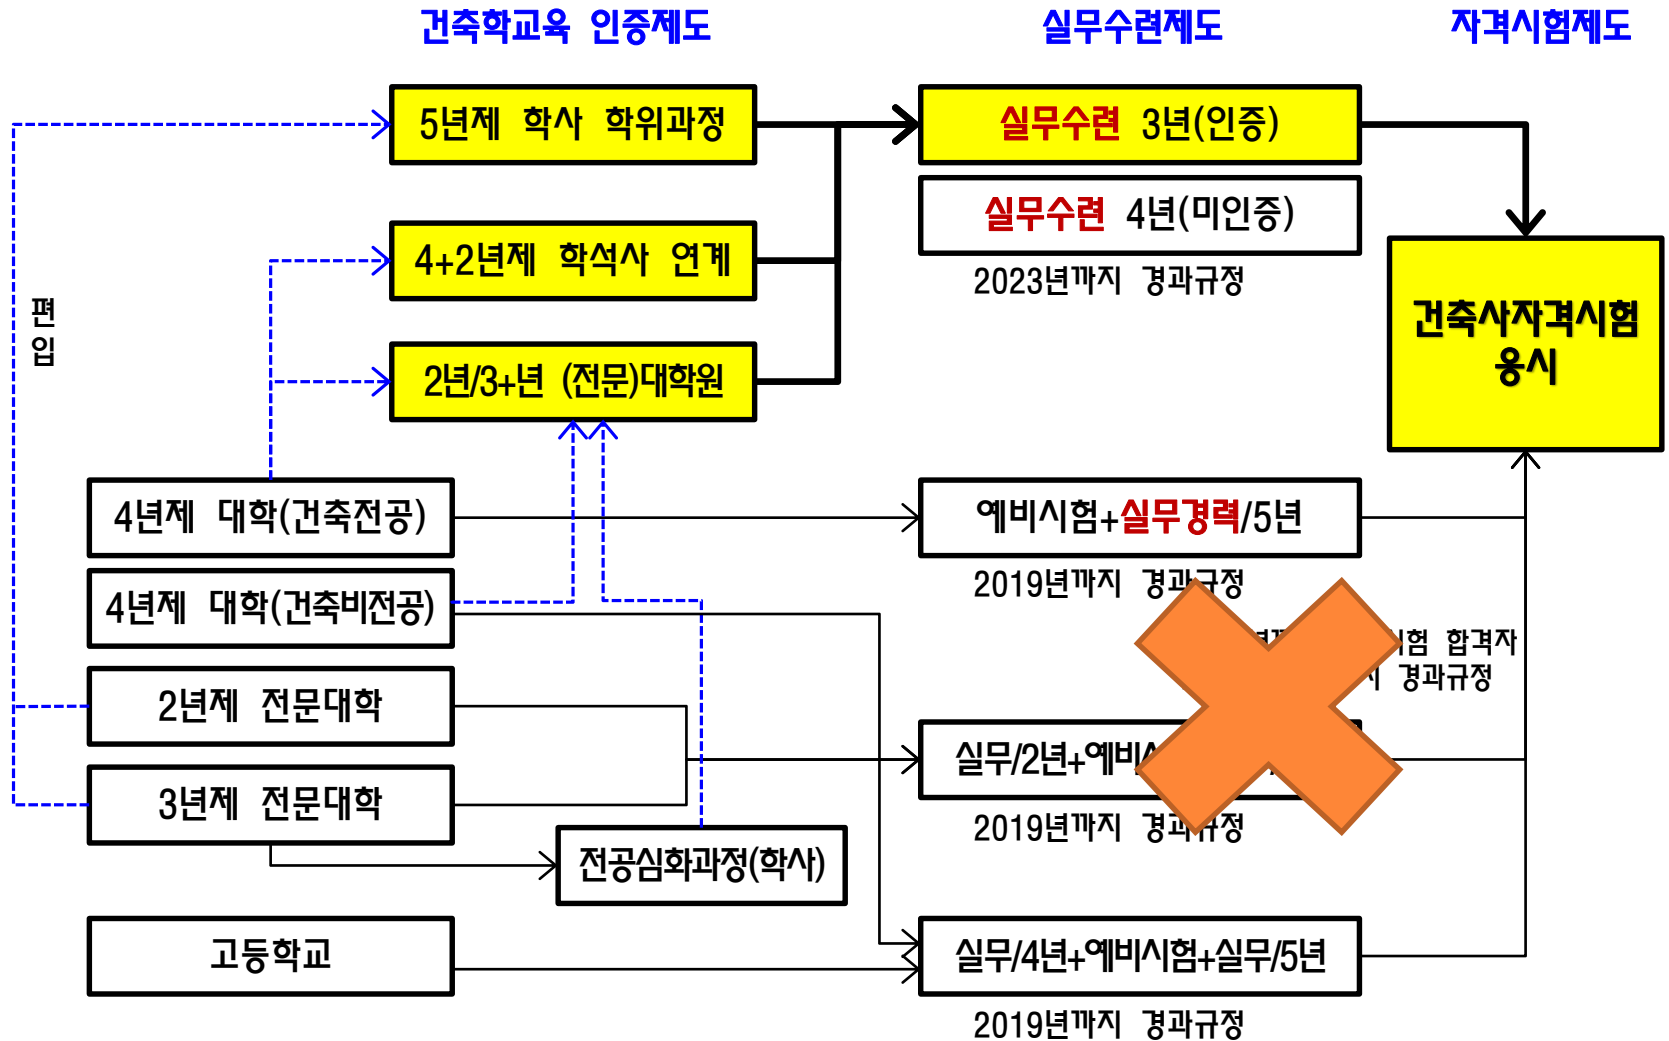 건축학교육 인증제도
실무수련제도
자격시험제도
5년제 학사 학위과정
실무수련 3년(인증)
실무수련 4년(미인증)
4+2년제 학석사 연계
2023년까지 경과규정
편
입
건축사자격시험
응시
2년/3+년 (전문)대학원
4년제 대학(건축전공)
예비시험+실무경력/5년
2019년까지 경과규정
4년제 대학(건축비전공)
합격자
경과규정
2년제 전문대학
실무/2년+예비
3년제 전문대학
2019년까지 경과규정
전공심화과정(학사)
고등학교
실무/4년+예비시험+실무/5년
2019년까지 경과규정